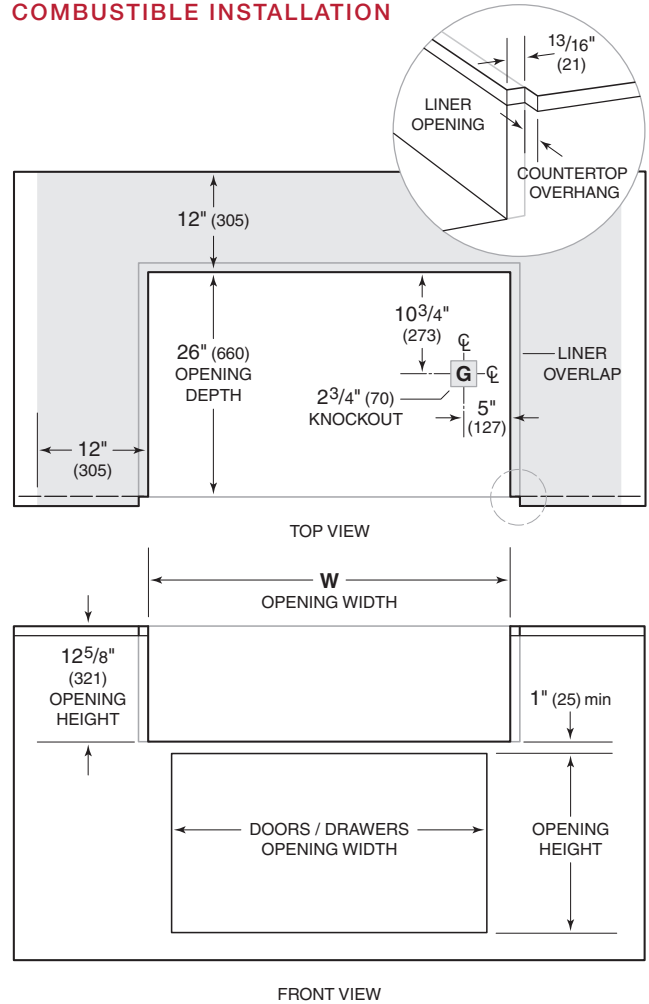 COMBUSTIBLE INSTALLATION
13/16"
(21)
LINER
OPENING
COUNTERTOP
OVERHANG
12" (305)
26" (660)
OPENING
DEPTH
10 3/4"
(273)
℄
G ℄
2 3/4" (70)
KNOCKOUT
5"
(127)
LINER
OVERLAP
12"
(305)
TOP VIEW
W
OPENING WIDTH
12 5/8"
(321)
OPENING
HEIGHT
1" (25) min
DOORS / DRAWERS
OPENING WIDTH
OPENING
HEIGHT
FRONT VIEW